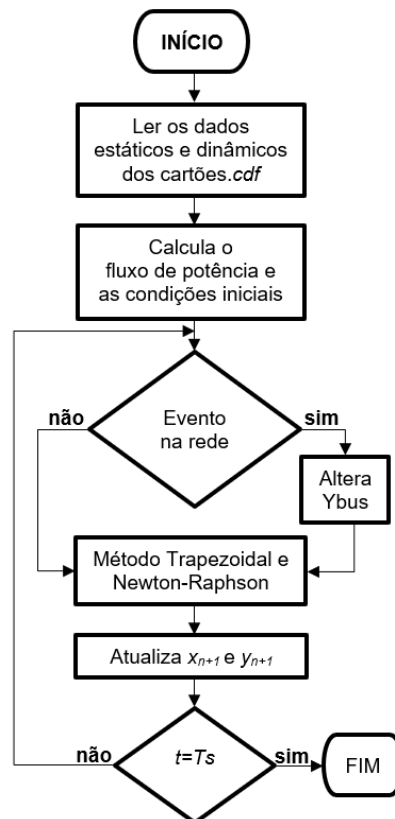 INÍCIO
Ler os dados
estáticos e dinâmicos
dos cartões.cdf
Calcula o
fluxo de potência e
as condições iniciais
não
sim
Evento
na rede
Altera
Ybus
Método Trapezoidal e
Newton-Raphson
Atualiza xn+1 e yn+1
não
t=Ts
sim
FIM